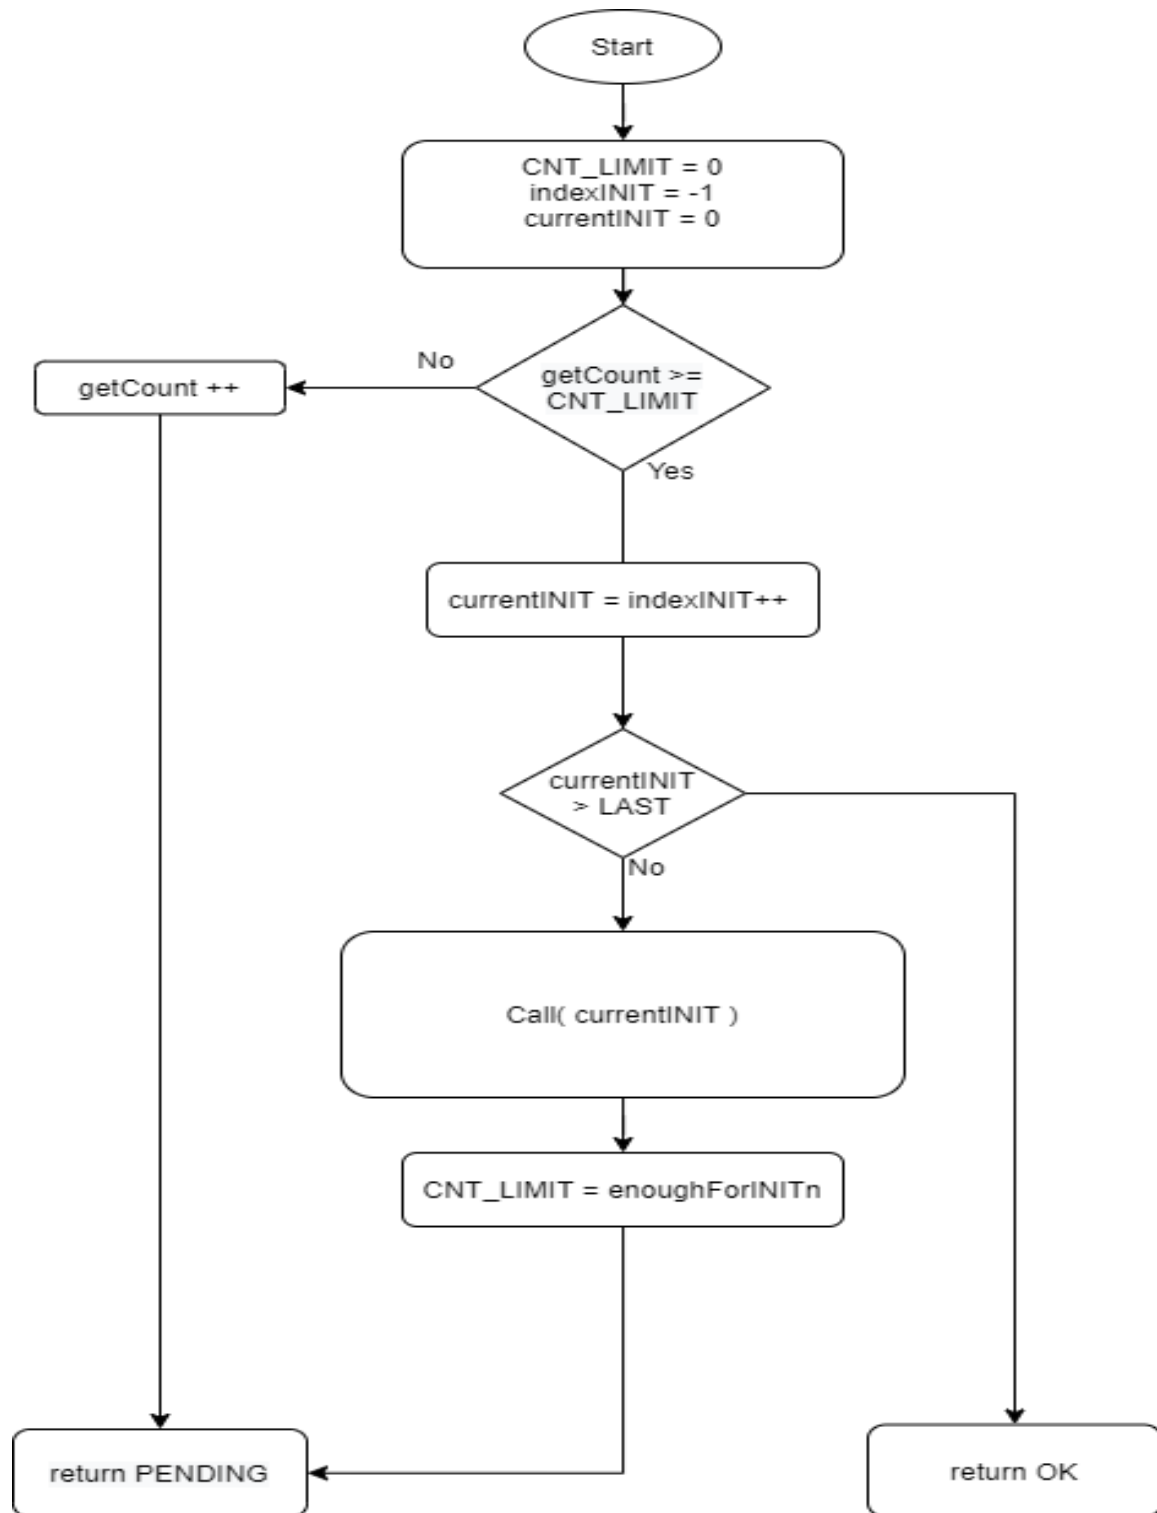 Start
CNT_LIMIT = 0
indexINIT = -1
currentINIT = 0
No
getCount ++
getCount >=
CNT_LIMIT
Yes
currentINIT = indexINIT++
currentINIT
> LAST
No
Call( currentINIT )
CNT_LIMIT = enoughForINITn
return PENDING
return OK